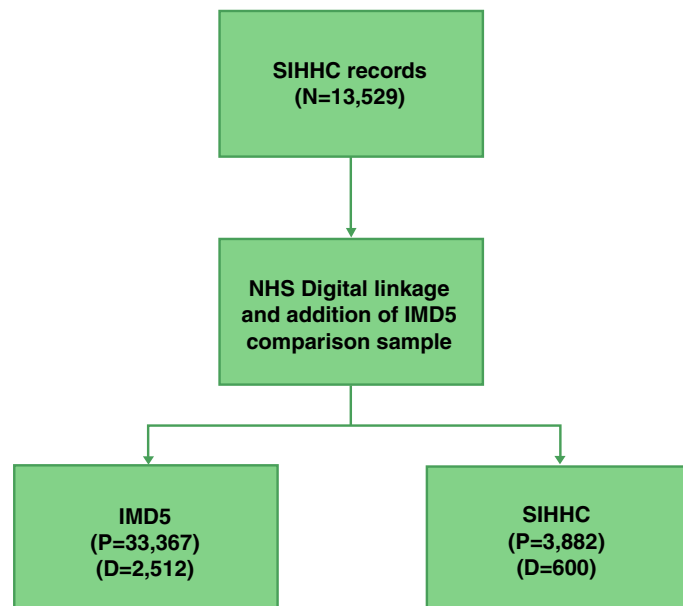 SIHHC records
(N=13,529)
NHS Digital linkage
and addition of IMD5
comparison sample
IMD5
(P=33,367)
(D=2,512)
SIHHC
(P=3,882)
(D=600)